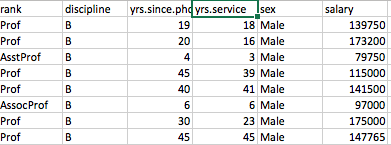 rank discipline yrs.since.phd yrs.service sex salary
Prof B 19 18 Male 139750
Prof B 20 16 Male 173200
AsstProf B 4 3 Male 79750
Prof B 45 39 Male 115000
Prof B 40 41 Male 141500
AssocProf B 6 6 Male 97000
Prof B 30 23 Male 175000
Prof B 45 45 Male 147765